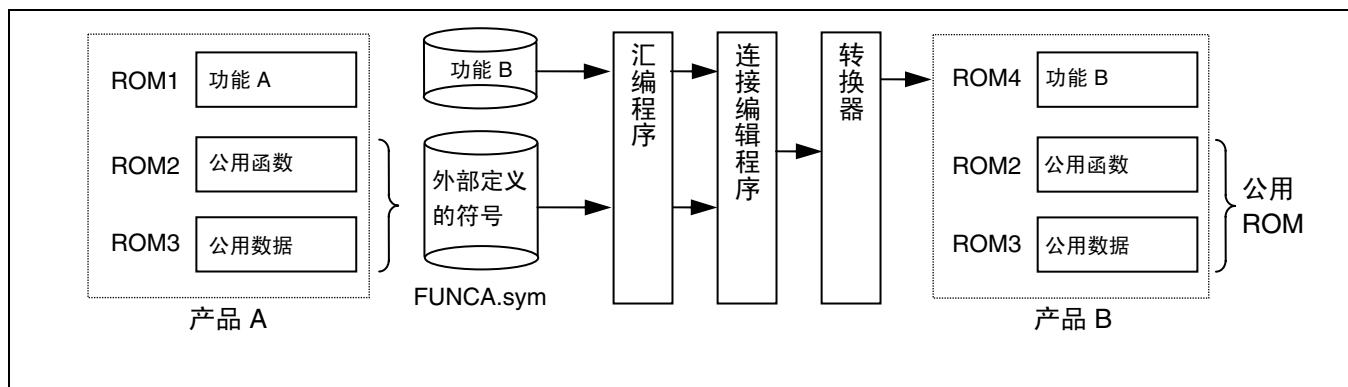 ROM1
功能 A
ROM2
公用函数
ROM3
公用数据
产品 A
功能 B
外部定义
的符号
FUNCA.sym
汇编程序
连接编辑程序
转换器
ROM4
功能 B
ROM2
公用函数
ROM3
公用数据
产品 B
公用
ROM